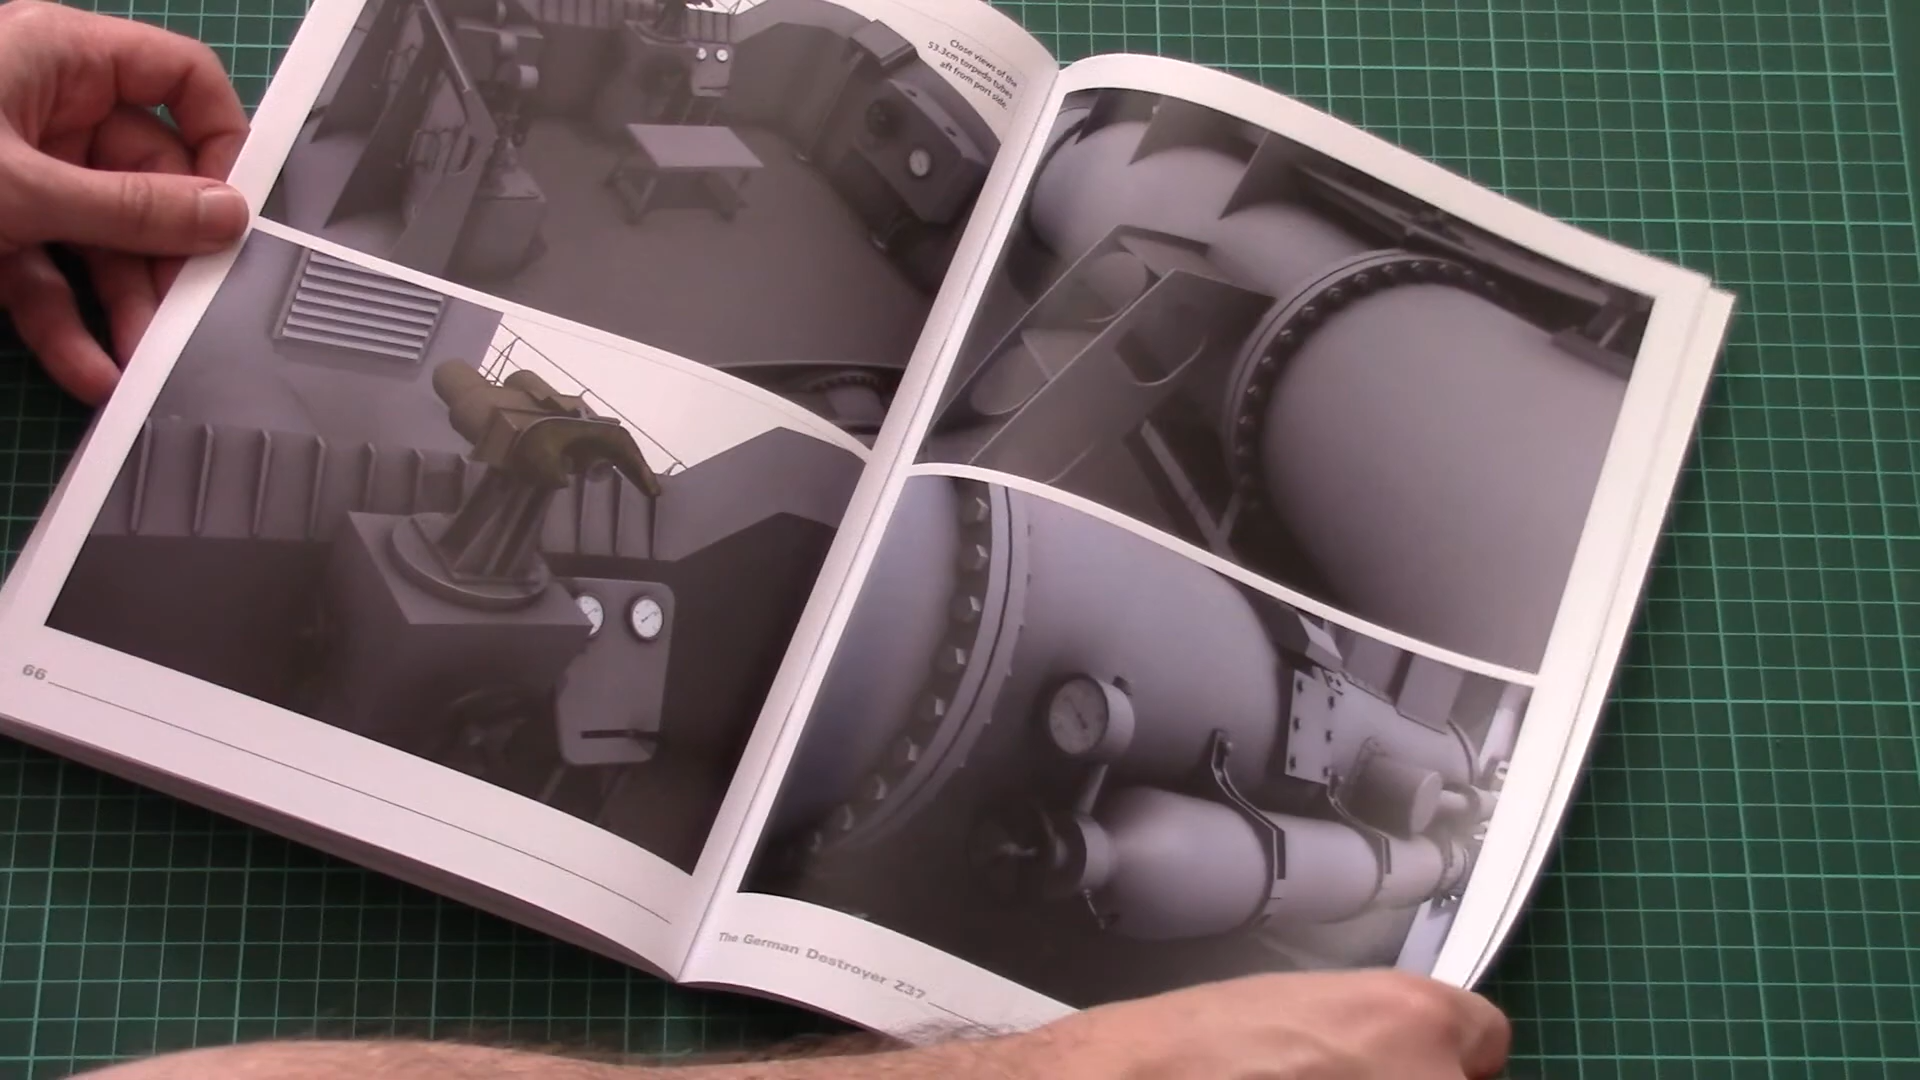 Close views of the
53.3cm torpedo tubes
aft from port side.
66
The German Destroyer Z37